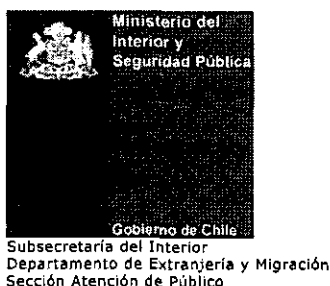 Ministerio del
Interior y
Seguridad Pública
Gobierno de Chile
Subsecretaría del Interior
Departamento de Extranjería y Migración
Sección Atención de Público